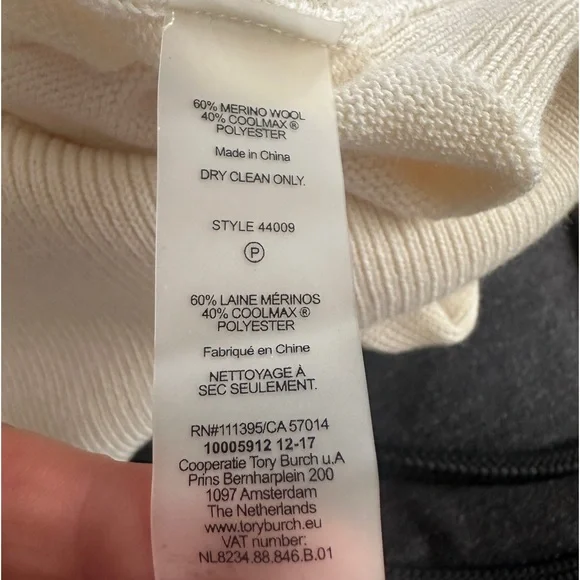 60% MERINO WOOL
40% COOLMAX ®
POLYESTER
Made in China
DRY CLEAN ONLY.
STYLE 44009
P
60% LAINE MÉRINOS
40% COOLMAX ®
POLYESTER
Fabriqué en Chine
NETTOYAGE À
SEC SEULEMENT.
RN#111395/CA 57014
10005912 12-17
Cooperatie Tory Burch u.A
Prins Bernharplein 200
1097 Amsterdam
The Netherlands
www.toryburch.eu
VAT number:
NL8234.88.846.B.01